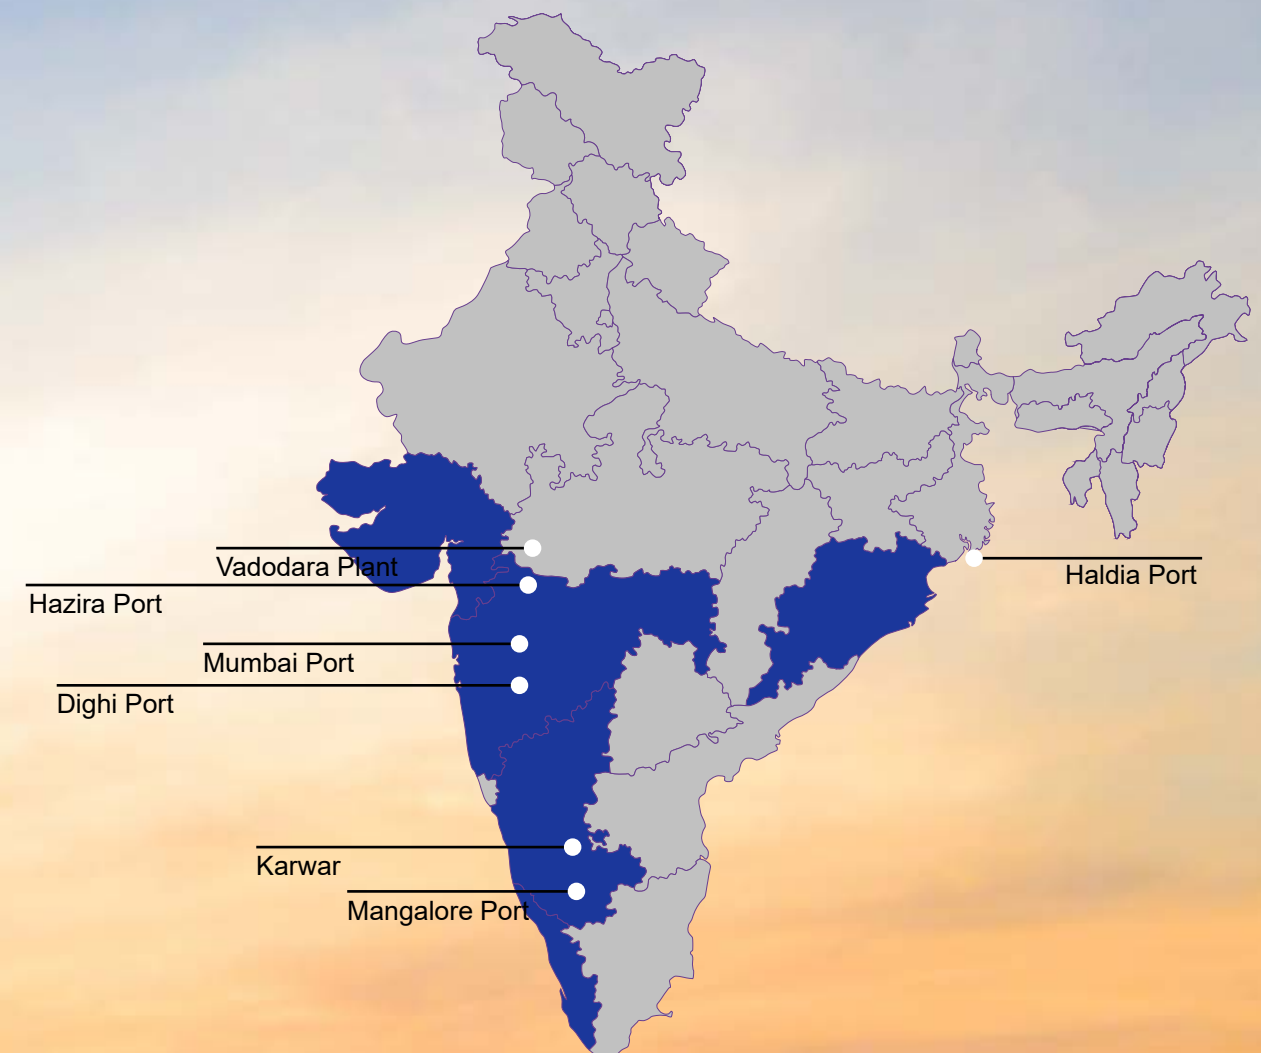 Vadodara Plant
Haldia Port
Hazira Port
Mumbai Port
Dighi Port
Karwar
Mangalore Port